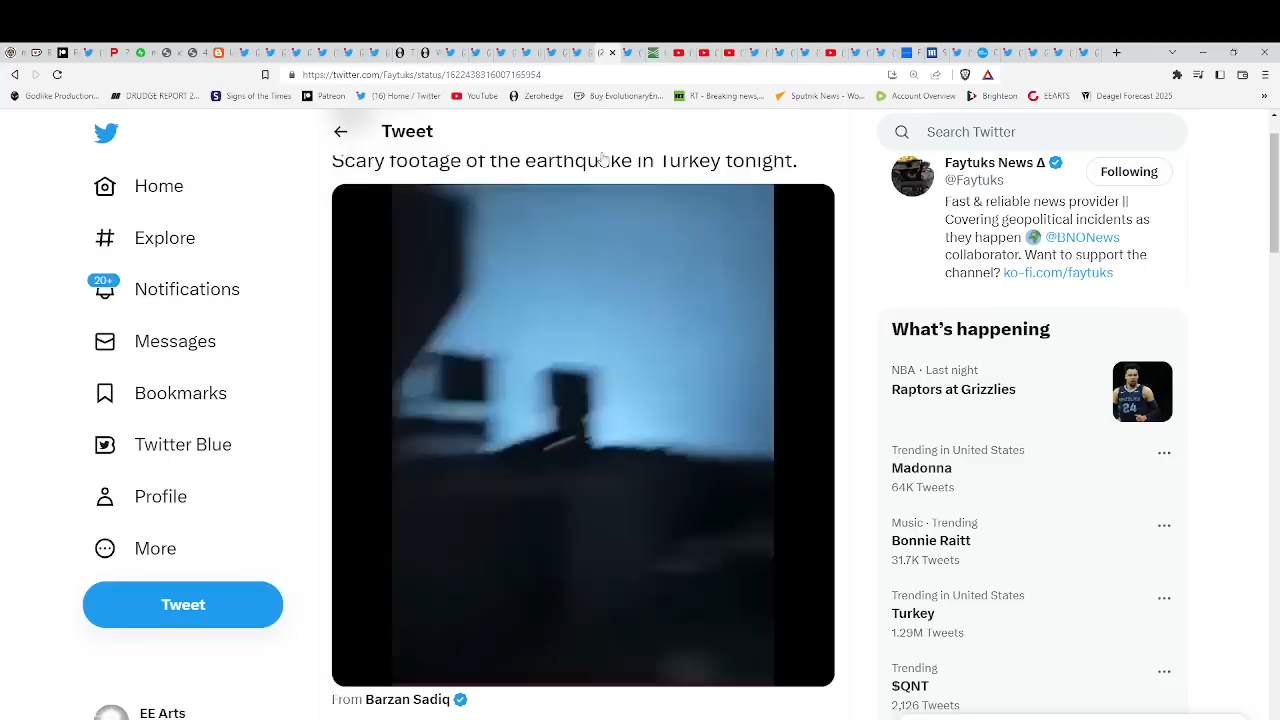 https://twitter.com/Faytuks/status/1622438316007165954
Godlike Production...
DRUDGE REPORT 2...
Signs of the Times
Patreon
(16) Home / Twitter
YouTube
Zerohedge
Buy EvolutionaryEn...
RT - Breaking news,...
Sputnik News - Wo...
Account Overview
Brighteon
EEARTS
Deagel Forecast 2025
»
Home
Explore
20+
Notifications
Messages
Bookmarks
Twitter Blue
Profile
More
Tweet
EE Arts
Tweet
Scary footage of the earthquake in Turkey tonight.
From Barzan Sadiq
Search Twitter
Faytuks News Δ
@Faytuks
Following
Fast & reliable news provider ||
Covering geopolitical incidents as
they happen 🌍 @BNONews
collaborator. Want to support the
channel? ko-fi.com/faytuks
What’s happening
NBA · Last night
Raptors at Grizzlies
Trending in United States
Madonna
64K Tweets
Music · Trending
Bonnie Raitt
31.7K Tweets
Trending in United States
Turkey
1.29M Tweets
Trending
$QNT
2,126 Tweets